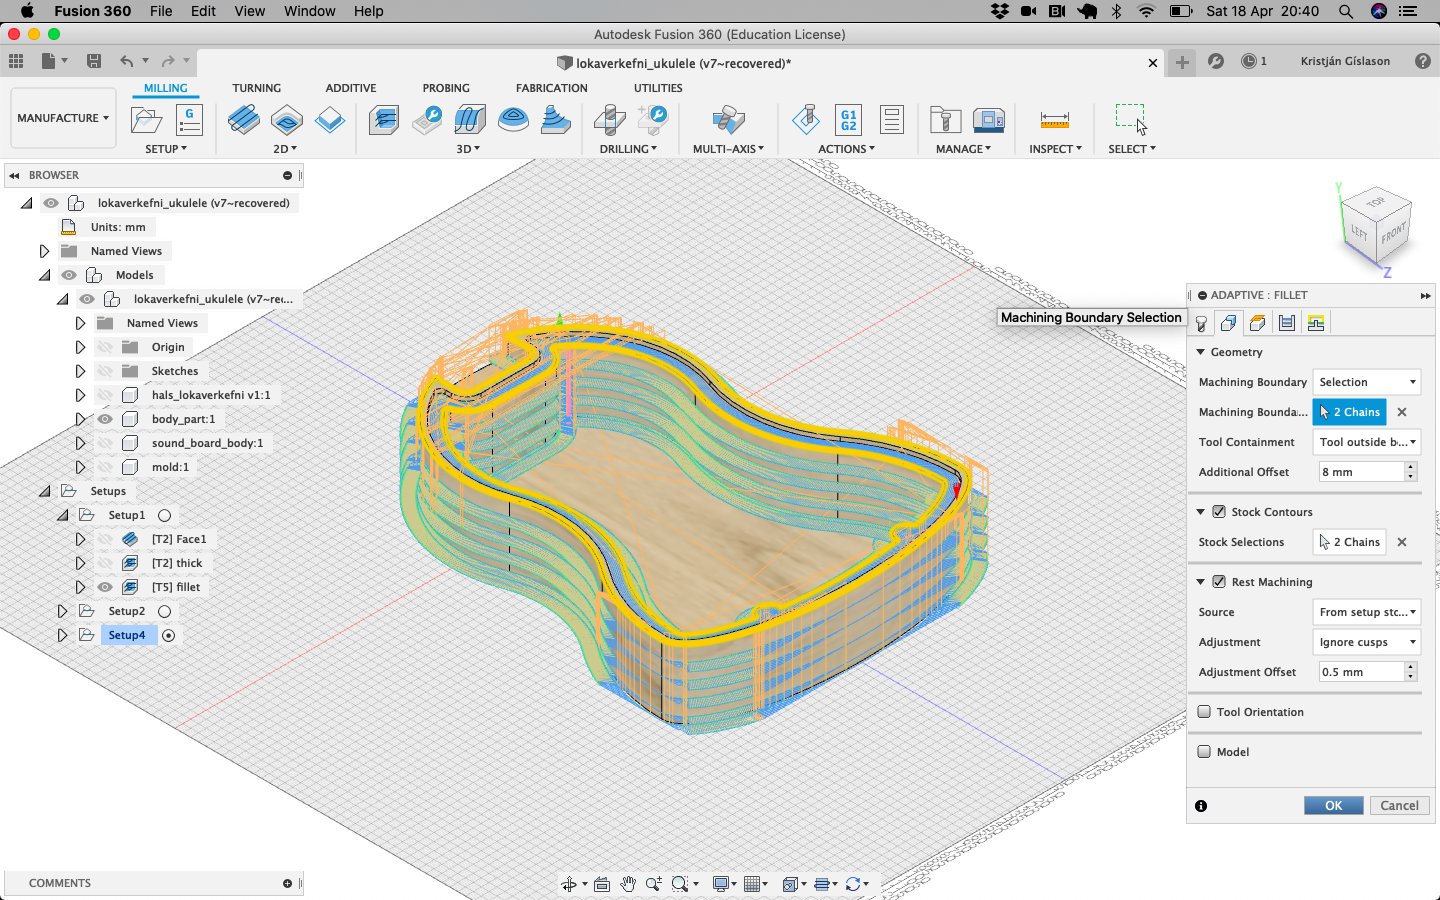 Fusion 360 File Edit View Window Help Sat 18 Apr 20:40
Autodesk Fusion 360 (Education License)
lokaverkefni_ukulele (v7~recovered)* 1 Kristján Gíslason
MILLING TURNING ADDITIVE PROBING FABRICATION UTILITIES
MANUFACTURE
G
G1
G2
SETUP 2D 3D DRILLING MULTI-AXIS ACTIONS MANAGE INSPECT SELECT
BROWSER
lokaverkefni_ukulele (v7~recovered)
Units: mm
Named Views
Models
lokaverkefni_ukulele (v7~rec...
Named Views
Origin
Sketches
hals_lokaverkefni v1:1
body_part:1
sound_board_body:1
mold:1
Setups
Setup1
[T2] Face1
[T2] thick
[T5] fillet
Setup2
Setup4
COMMENTS
Y
TOP
LEFT
FRONT
Z
Machining Boundary Selection
ADAPTIVE : FILLET
Geometry
Machining Boundary Selection
Machining Bounda... 2 Chains
Tool Containment Tool outside b...
Additional Offset 8 mm
Stock Contours
Stock Selections 2 Chains
Rest Machining
Source From setup sto...
Adjustment Ignore cusps
Adjustment Offset 0.5 mm
Tool Orientation
Model
OK Cancel